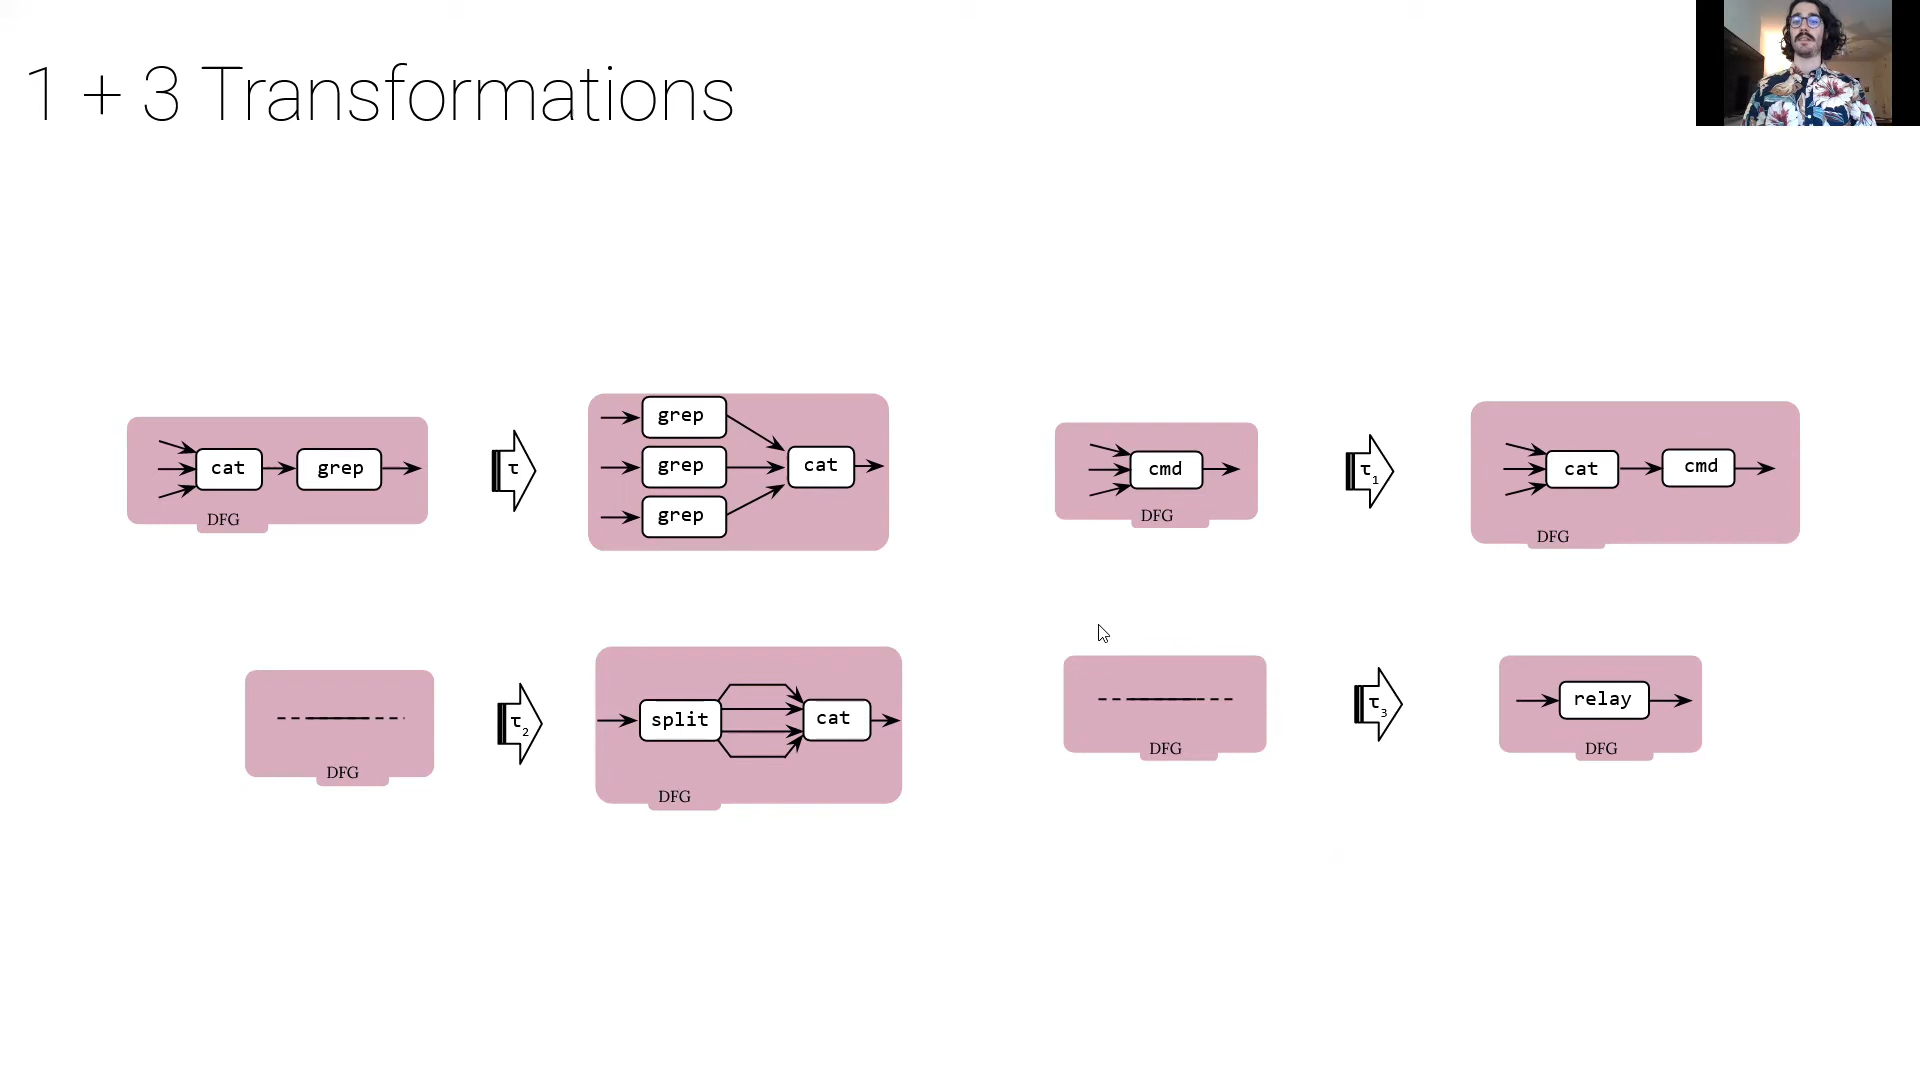 1 + 3 Transformations
cat grep
DFG
τ
grep
grep
grep
cat
cmd
DFG
τ1
cat cmd
DFG
DFG
τ2
split cat
DFG
DFG
τ3
relay
DFG